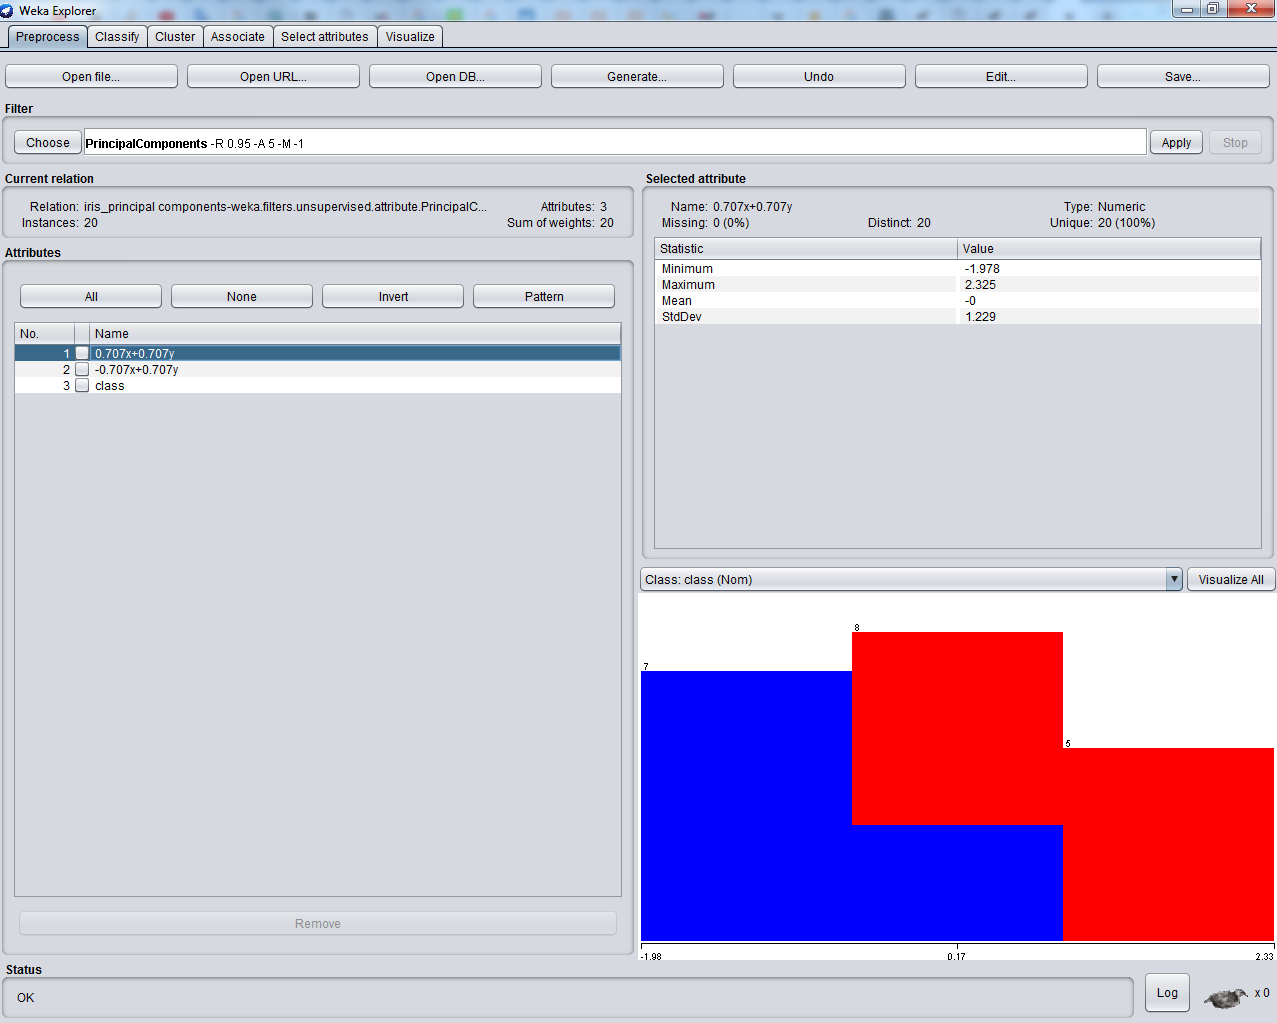 Weka Explorer
Preprocess Classify Cluster Associate Select attributes Visualize
Open file... Open URL... Open DB... Generate... Undo Edit... Save...
Filter
Choose PrincipalComponents -R 0.95 -A 5 -M -1 Apply Stop
Current relation
Relation: iris_principal components-weka.filters.unsupervised.attribute.PrincipalC... Attributes: 3
Instances: 20 Sum of weights: 20
Attributes
All None Invert Pattern
No. Name
1 0.707x+0.707y
2 -0.707x+0.707y
3 class
Remove
Selected attribute
Name: 0.707x+0.707y Type: Numeric
Missing: 0 (0%) Distinct: 20 Unique: 20 (100%)
Statistic Value
Minimum -1.978
Maximum 2.325
Mean -0
StdDev 1.229
Class: class (Nom) Visualize All
8
7
5
-1.98 0.17 2.33
Status
OK Log x 0